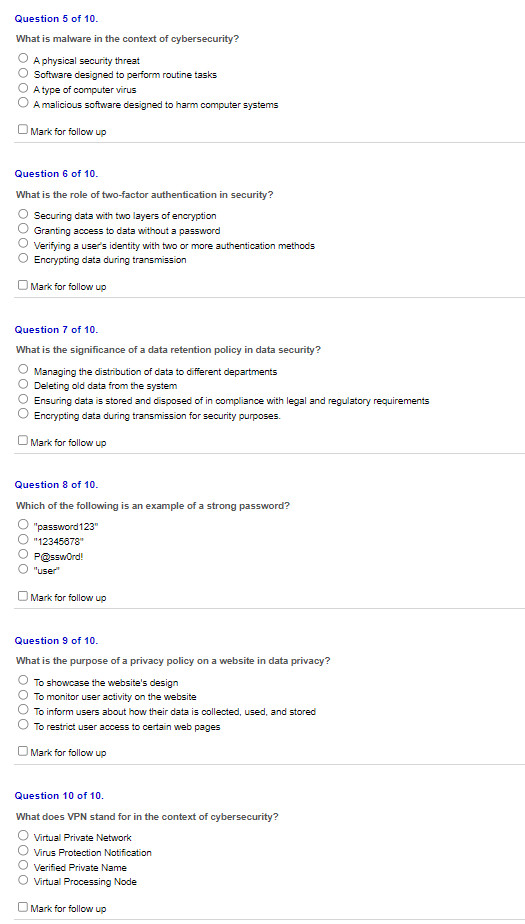 Question 5 of 10.
What is malware in the context of cybersecurity?
A physical security threat
Software designed to perform routine tasks
A type of computer virus
A malicious software designed to harm computer systems
Mark for follow up
Question 6 of 10.
What is the role of two-factor authentication in security?
Securing data with two layers of encryption
Granting access to data without a password
Verifying a user's identity with two or more authentication methods
Encrypting data during transmission
Mark for follow up
Question 7 of 10.
What is the significance of a data retention policy in data security?
Managing the distribution of data to different departments
Deleting old data from the system
Ensuring data is stored and disposed of in compliance with legal and regulatory requirements
Encrypting data during transmission for security purposes.
Mark for follow up
Question 8 of 10.
Which of the following is an example of a strong password?
"password123"
"12345678"
P@ssw0rd!
"user"
Mark for follow up
Question 9 of 10.
What is the purpose of a privacy policy on a website in data privacy?
To showcase the website's design
To monitor user activity on the website
To inform users about how their data is collected, used, and stored
To restrict user access to certain web pages
Mark for follow up
Question 10 of 10.
What does VPN stand for in the context of cybersecurity?
Virtual Private Network
Virus Protection Notification
Verified Private Name
Virtual Processing Node
Mark for follow up